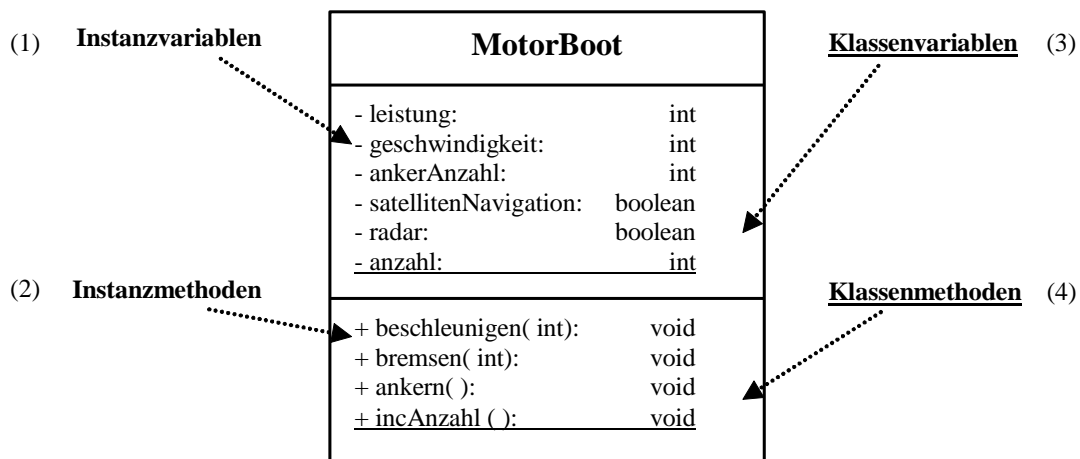 (1) Instanzvariablen
MotorBoot
Klassenvariablen (3)
- leistung: int
- geschwindigkeit: int
- ankerAnzahl: int
- satellitenNavigation: boolean
- radar: boolean
- anzahl: int
(2) Instanzmethoden
Klassenmethoden (4)
+ beschleunigen( int): void
+ bremsen( int): void
+ ankern( ): void
+ incAnzahl ( ): void